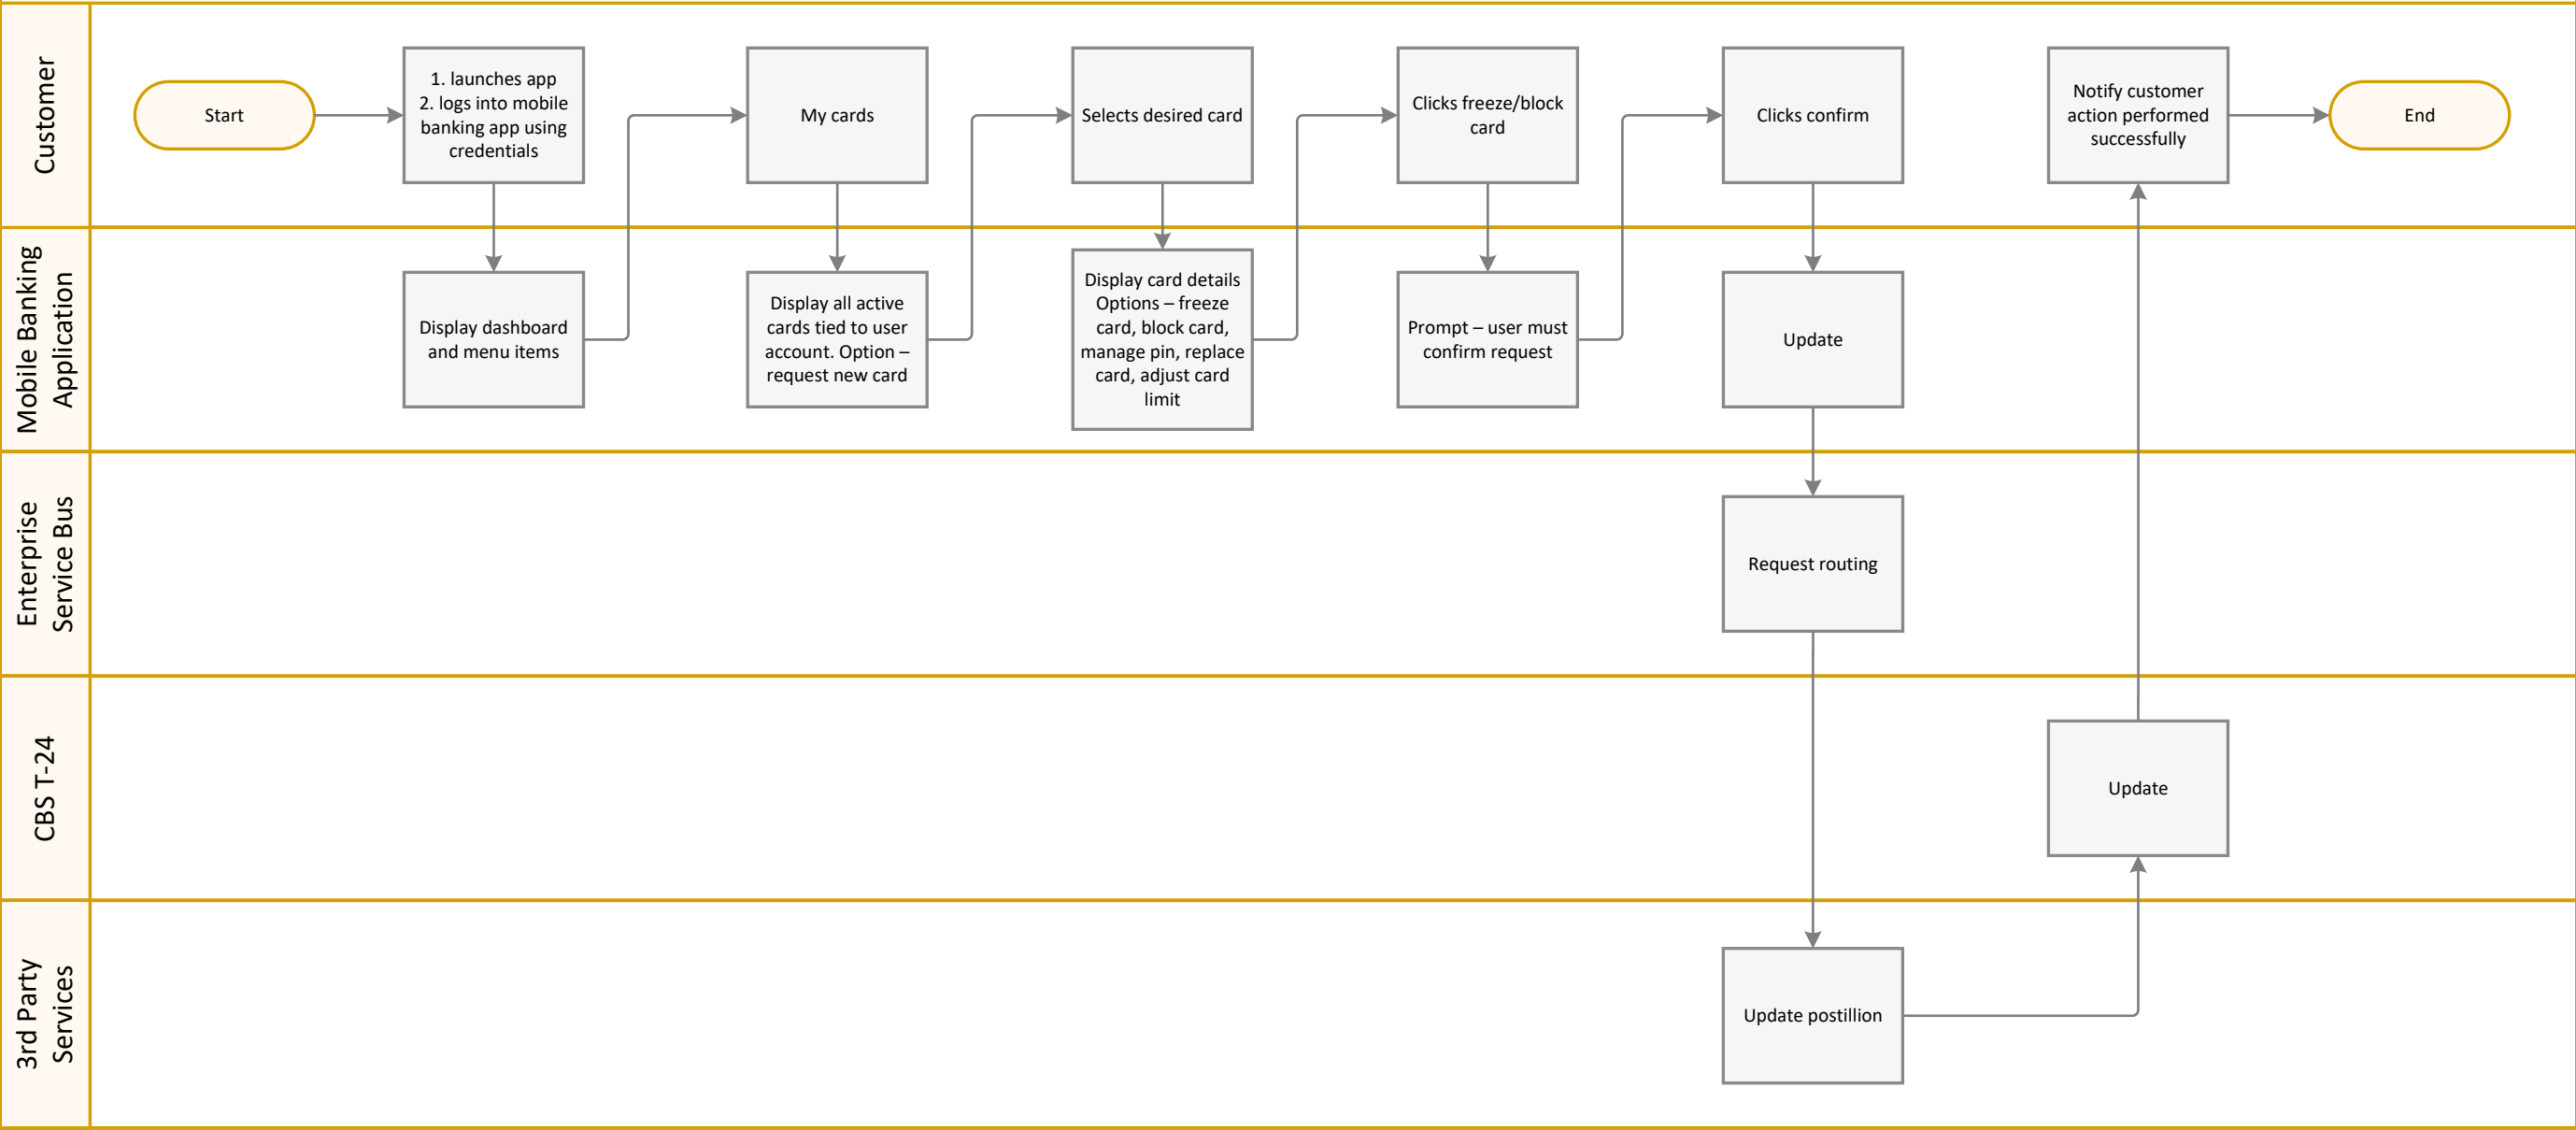 Customer
Start
1. launches app
2. logs into mobile
banking app using
credentials
My cards
Selects desired card
Clicks freeze/block
card
Clicks confirm
Notify customer
action performed
successfully
End
Mobile Banking
Application
Display dashboard
and menu items
Display all active
cards tied to user
account. Option –
request new card
Display card details
Options – freeze
card, block card,
manage pin, replace
card, adjust card
limit
Prompt – user must
confirm request
Update
Enterprise
Service Bus
Request routing
CBS T-24
Update
3rd Party
Services
Update postillion